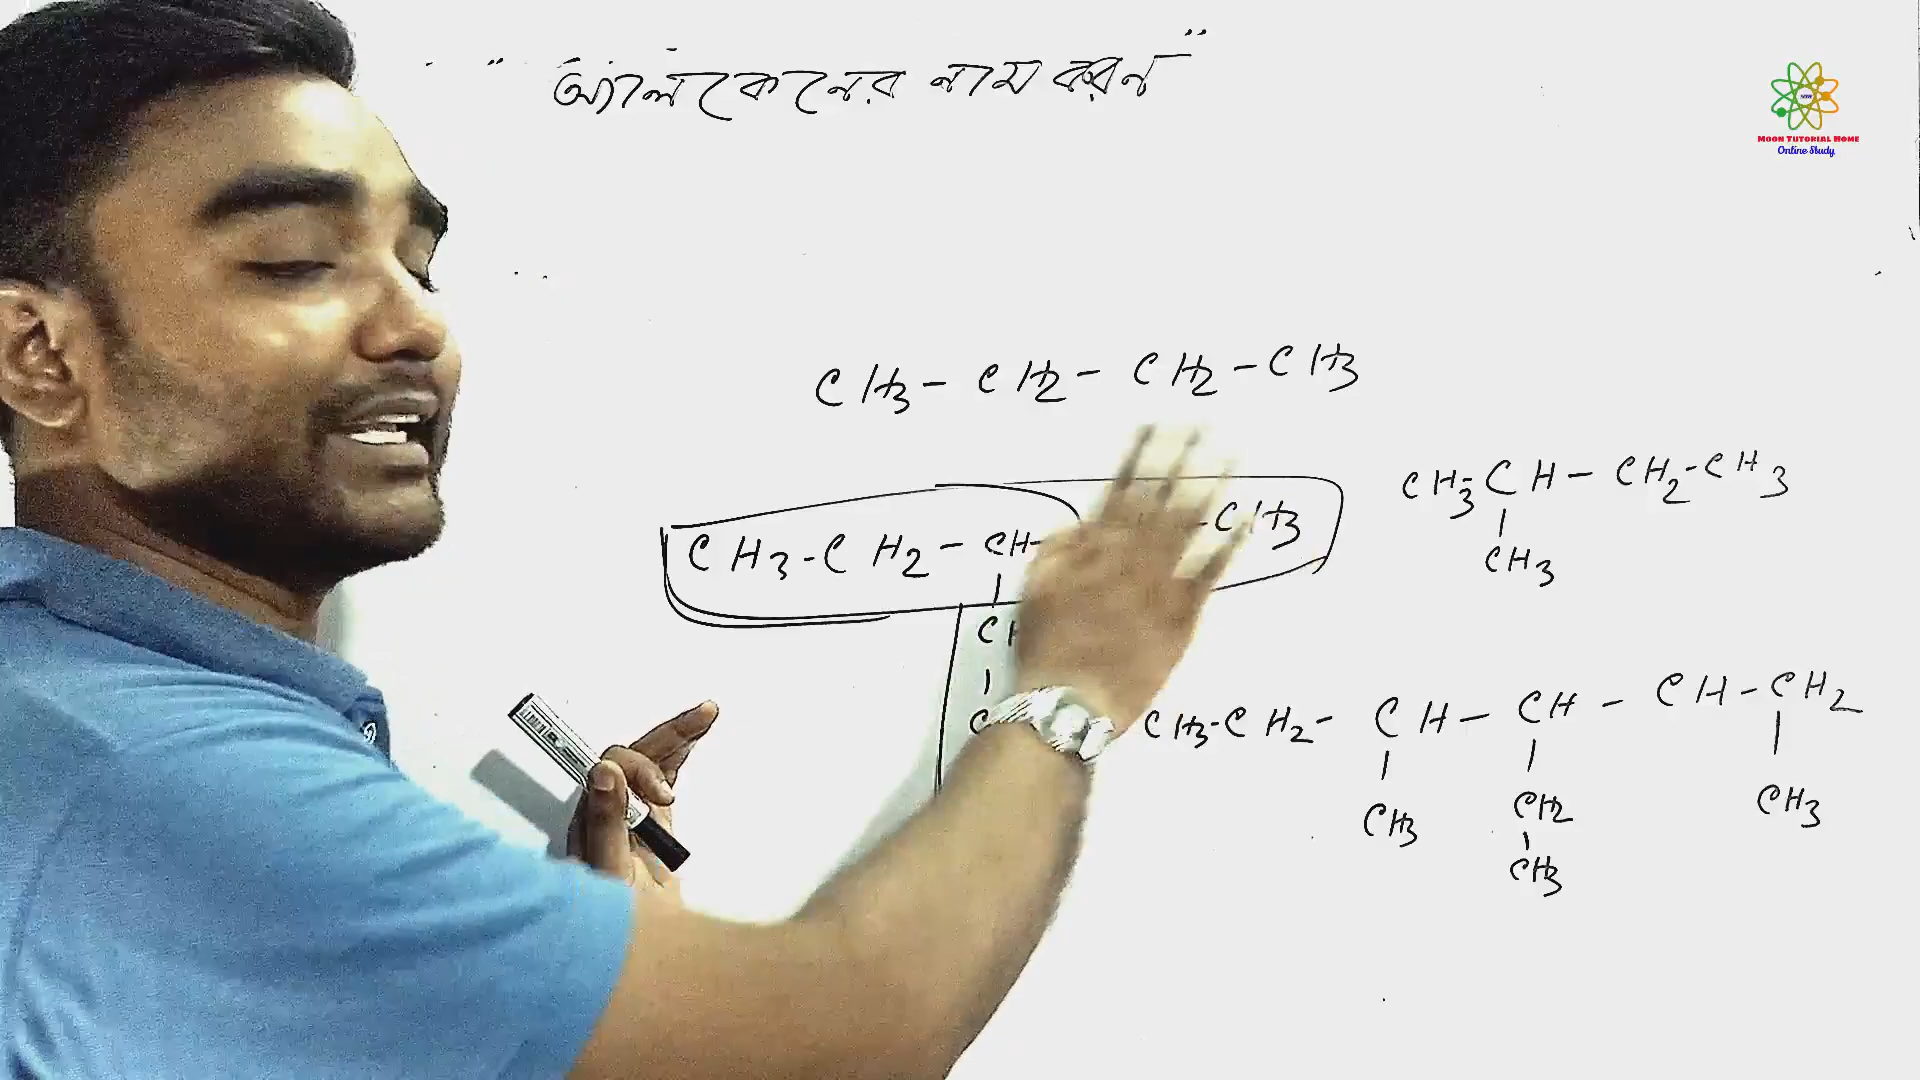 " অ্যালকেনের নামকরন "
MOON TUTORIAL HOME
Online Study
CH3 - CH2 - CH2 - CH3
CH3 - CH - CH2 - CH3
CH3
CH3 - CH2 - CH - CH3
CH3 - CH2 - CH - CH - CH - CH2
CH3 CH2 CH3
CH3